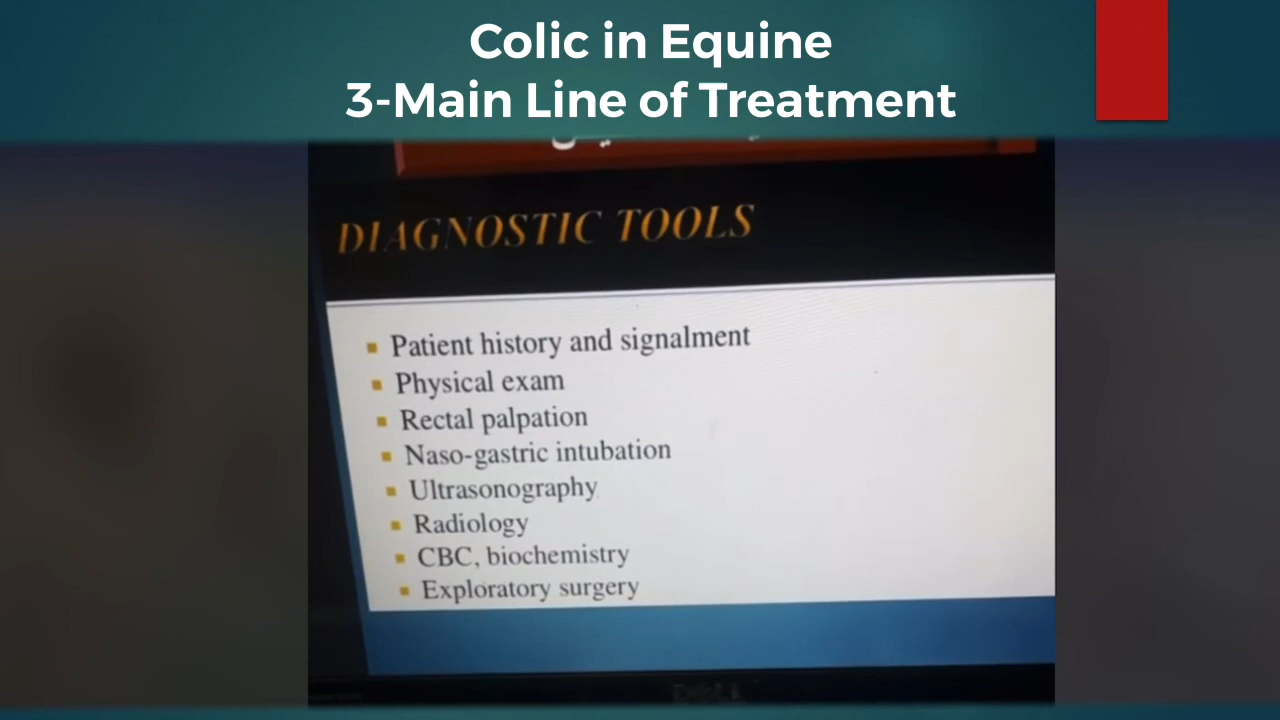 Colic in Equine
3-Main Line of Treatment
DIAGNOSTIC TOOLS
Patient history and signalment
Physical exam
Rectal palpation
Naso-gastric intubation
Ultrasonography
Radiology
CBC, biochemistry
Exploratory surgery